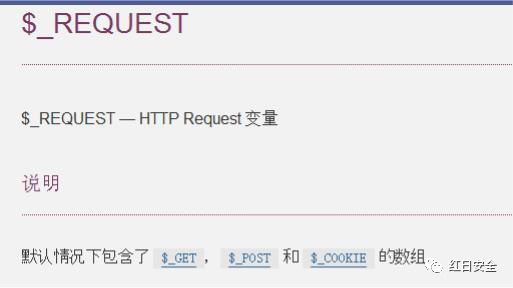 $_REQUEST
$_REQUEST — HTTP Request 变量
说明
默认情况下包含了 $_GET，$_POST 和 $_COOKIE 的数组。
红日安全